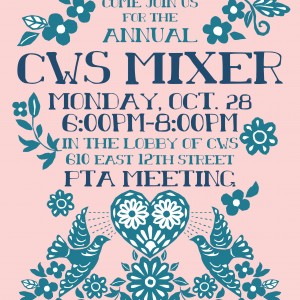 COME JOIN US
FOR THE
ANNUAL
CWS MIXER
MONDAY, OCT. 28
6:00PM-8:00PM
IN THE LOBBY OF CWS
610 EAST 12TH STREET
PTA MEETING